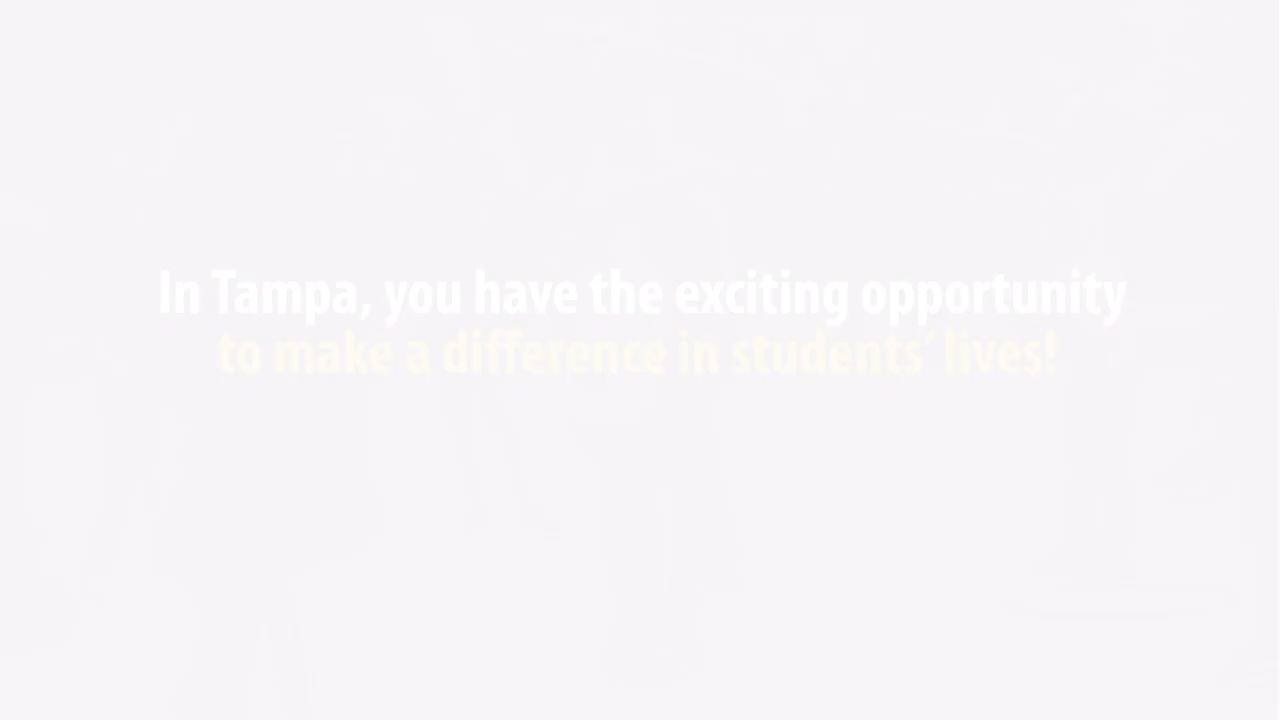 In Tampa, you have the exciting opportunity
to make a difference in students’ lives!